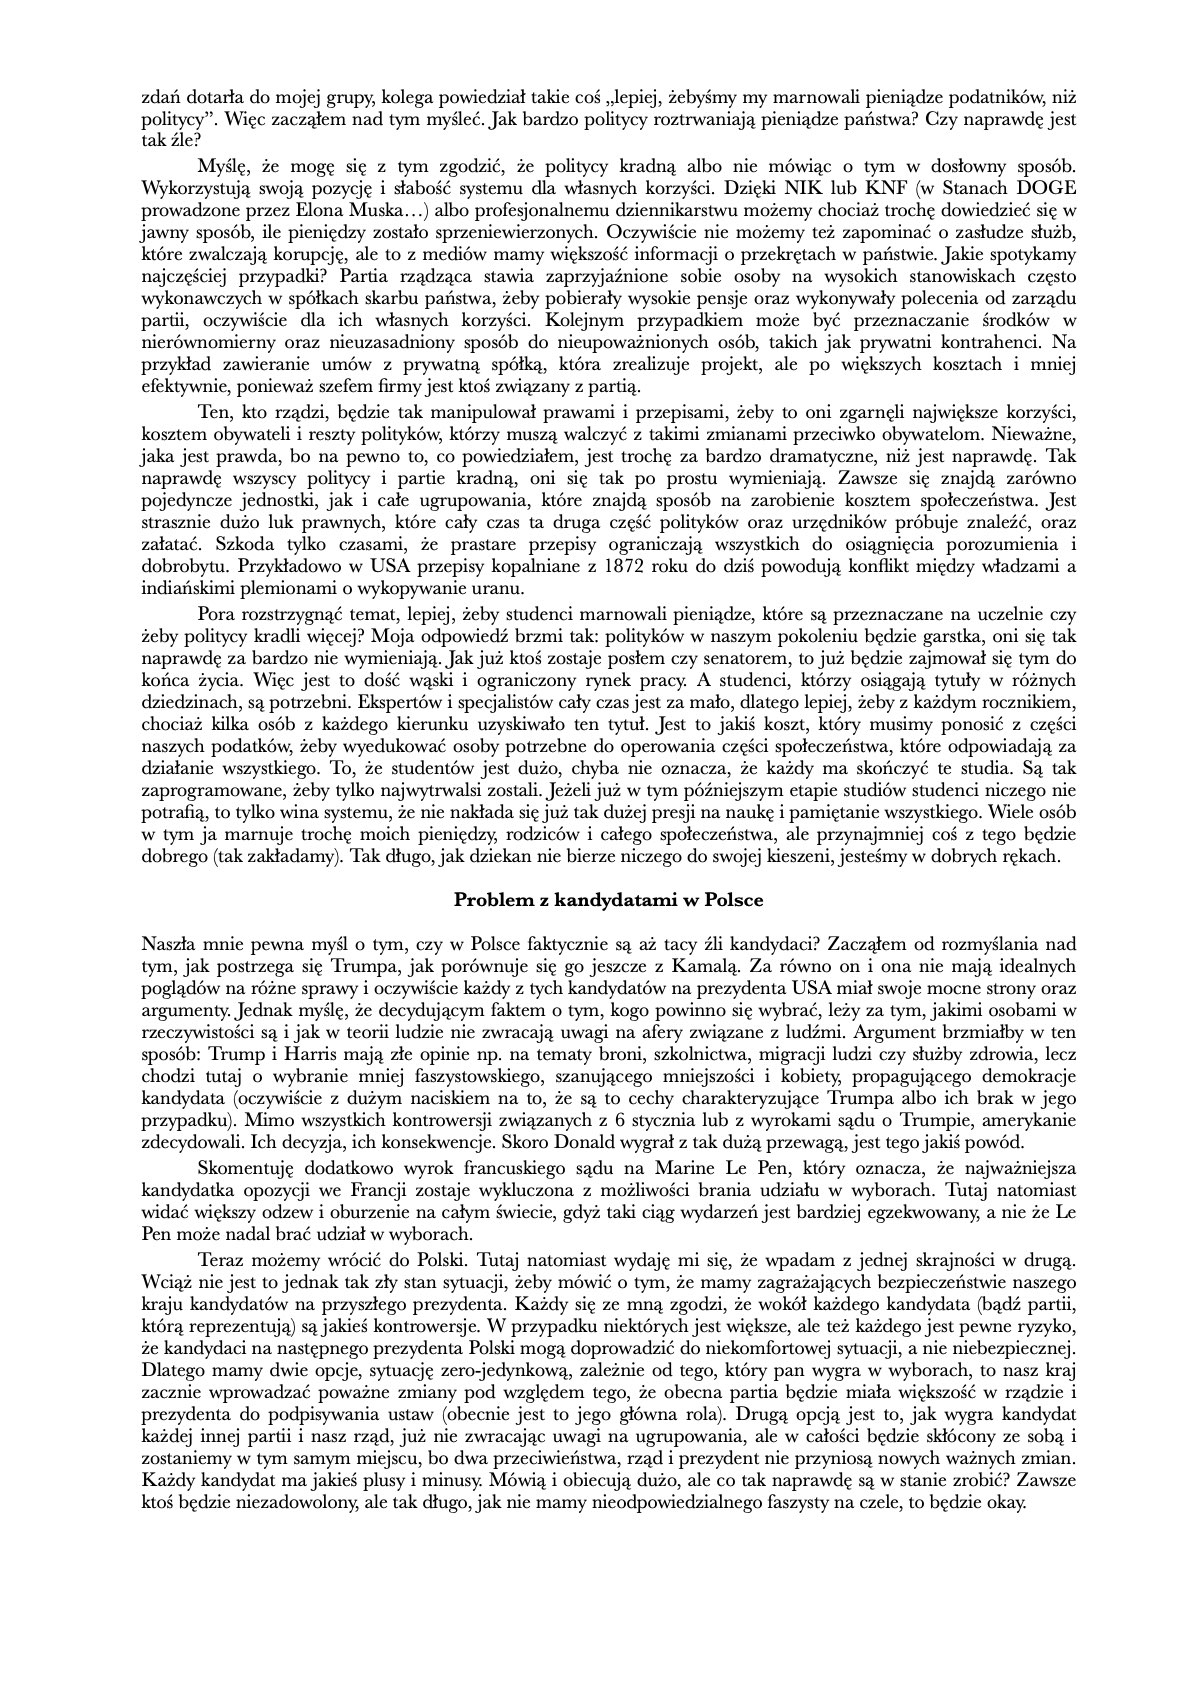 zdań dotarła do mojej grupy, kolega powiedział takie coś „lepiej, żebyśmy my marnowali pieniądze podatników, niż
politycy”. Więc zacząłem nad tym myśleć. Jak bardzo politycy roztrwaniają pieniądze państwa? Czy naprawdę jest
tak źle?
Myślę, że mogę się z tym zgodzić, że politycy kradną albo nie mówiąc o tym w dosłowny sposób.
Wykorzystują swoją pozycję i słabość systemu dla własnych korzyści. Dzięki NIK lub KNF (w Stanach DOGE
prowadzone przez Elona Muska…) albo profesjonalnemu dziennikarstwu możemy chociaż trochę dowiedzieć się w
jawny sposób, ile pieniędzy zostało sprzeniewierzonych. Oczywiście nie możemy też zapominać o zasłudze służb,
które zwalczają korupcję, ale to z mediów mamy większość informacji o przekrętach w państwie. Jakie spotykamy
najczęściej przypadki? Partia rządząca stawia zaprzyjaźnione sobie osoby na wysokich stanowiskach często
wykonawczych w spółkach skarbu państwa, żeby pobierały wysokie pensje oraz wykonywały polecenia od zarządu
partii, oczywiście dla ich własnych korzyści. Kolejnym przypadkiem może być przeznaczanie środków w
nierównomierny oraz nieuzasadniony sposób do nieupoważnionych osób, takich jak prywatni kontrahenci. Na
przykład zawieranie umów z prywatną spółką, która zrealizuje projekt, ale po większych kosztach i mniej
efektywnie, ponieważ szefem firmy jest ktoś związany z partią.
Ten, kto rządzi, będzie tak manipulował prawami i przepisami, żeby to oni zgarnęli największe korzyści,
kosztem obywateli i reszty polityków, którzy muszą walczyć z takimi zmianami przeciwko obywatelom. Nieważne,
jaka jest prawda, bo na pewno to, co powiedziałem, jest trochę za bardzo dramatyczne, niż jest naprawdę. Tak
naprawdę wszyscy politycy i partie kradną, oni się tak po prostu wymieniają. Zawsze się znajdą zarówno
pojedyncze jednostki, jak i całe ugrupowania, które znajdą sposób na zarobienie kosztem społeczeństwa. Jest
strasznie dużo luk prawnych, które cały czas ta druga część polityków oraz urzędników próbuje znaleźć, oraz
załatać. Szkoda tylko czasami, że prastare przepisy ograniczają wszystkich do osiągnięcia porozumienia i
dobrobytu. Przykładowo w USA przepisy kopalniane z 1872 roku do dziś powodują konflikt między władzami a
indiańskimi plemionami o wykopywanie uranu.
Pora rozstrzygnąć temat, lepiej, żeby studenci marnowali pieniądze, które są przeznaczane na uczelnie czy
żeby politycy kradli więcej? Moja odpowiedź brzmi tak: polityków w naszym pokoleniu będzie garstka, oni się tak
naprawdę za bardzo nie wymieniają. Jak już ktoś zostaje posłem czy senatorem, to już będzie zajmował się tym do
końca życia. Więc jest to dość wąski i ograniczony rynek pracy. A studenci, którzy osiągają tytuły w różnych
dziedzinach, są potrzebni. Ekspertów i specjalistów cały czas jest za mało, dlatego lepiej, żeby z każdym rocznikiem,
chociaż kilka osób z każdego kierunku uzyskiwało ten tytuł. Jest to jakiś koszt, który musimy ponosić z części
naszych podatków, żeby wyedukować osoby potrzebne do operowania części społeczeństwa, które odpowiadają za
działanie wszystkiego. To, że studentów jest dużo, chyba nie oznacza, że każdy ma skończyć te studia. Są tak
zaprogramowane, żeby tylko najwytrwalsi zostali. Jeżeli już w tym późniejszym etapie studiów studenci niczego nie
potrafią, to tylko wina systemu, że nie nakłada się już tak dużej presji na naukę i pamiętanie wszystkiego. Wiele osób
w tym ja marnuje trochę moich pieniędzy, rodziców i całego społeczeństwa, ale przynajmniej coś z tego będzie
dobrego (tak zakładamy). Tak długo, jak dziekan nie bierze niczego do swojej kieszeni, jesteśmy w dobrych rękach.
Problem z kandydatami w Polsce
Naszła mnie pewna myśl o tym, czy w Polsce faktycznie są aż tacy źli kandydaci? Zacząłem od rozmyślania nad
tym, jak postrzega się Trumpa, jak porównuje się go jeszcze z Kamalą. Za równo on i ona nie mają idealnych
poglądów na różne sprawy i oczywiście każdy z tych kandydatów na prezydenta USA miał swoje mocne strony oraz
argumenty. Jednak myślę, że decydującym faktem o tym, kogo powinno się wybrać, leży za tym, jakimi osobami w
rzeczywistości są i jak w teorii ludzie nie zwracają uwagi na afery związane z ludźmi. Argument brzmiałby w ten
sposób: Trump i Harris mają złe opinie np. na tematy broni, szkolnictwa, migracji ludzi czy służby zdrowia, lecz
chodzi tutaj o wybranie mniej faszystowskiego, szanującego mniejszości i kobiety, propagującego demokracje
kandydata (oczywiście z dużym naciskiem na to, że są to cechy charakteryzujące Trumpa albo ich brak w jego
przypadku). Mimo wszystkich kontrowersji związanych z 6 stycznia lub z wyrokami sądu o Trumpie, amerykanie
zdecydowali. Ich decyzja, ich konsekwencje. Skoro Donald wygrał z tak dużą przewagą, jest tego jakiś powód.
Skomentuję dodatkowo wyrok francuskiego sądu na Marine Le Pen, który oznacza, że najważniejsza
kandydatka opozycji we Francji zostaje wykluczona z możliwości brania udziału w wyborach. Tutaj natomiast
widać większy odzew i oburzenie na całym świecie, gdyż taki ciąg wydarzeń jest bardziej egzekwowany, a nie że Le
Pen może nadal brać udział w wyborach.
Teraz możemy wrócić do Polski. Tutaj natomiast wydaję mi się, że wpadam z jednej skrajności w drugą.
Wciąż nie jest to jednak tak zły stan sytuacji, żeby mówić o tym, że mamy zagrażających bezpieczeństwie naszego
kraju kandydatów na przyszłego prezydenta. Każdy się ze mną zgodzi, że wokół każdego kandydata (bądź partii,
którą reprezentują) są jakieś kontrowersje. W przypadku niektórych jest większe, ale też każdego jest pewne ryzyko,
że kandydaci na następnego prezydenta Polski mogą doprowadzić do niekomfortowej sytuacji, a nie niebezpiecznej.
Dlatego mamy dwie opcje, sytuację zero-jedynkową, zależnie od tego, który pan wygra w wyborach, to nasz kraj
zacznie wprowadzać poważne zmiany pod względem tego, że obecna partia będzie miała większość w rządzie i
prezydenta do podpisywania ustaw (obecnie jest to jego główna rola). Drugą opcją jest to, jak wygra kandydat
każdej innej partii i nasz rząd, już nie zwracając uwagi na ugrupowania, ale w całości będzie skłócony ze sobą i
zostaniemy w tym samym miejscu, bo dwa przeciwieństwa, rząd i prezydent nie przyniosą nowych ważnych zmian.
Każdy kandydat ma jakieś plusy i minusy. Mówią i obiecują dużo, ale co tak naprawdę są w stanie zrobić? Zawsze
ktoś będzie niezadowolony, ale tak długo, jak nie mamy nieodpowiedzialnego faszysty na czele, to będzie okay.